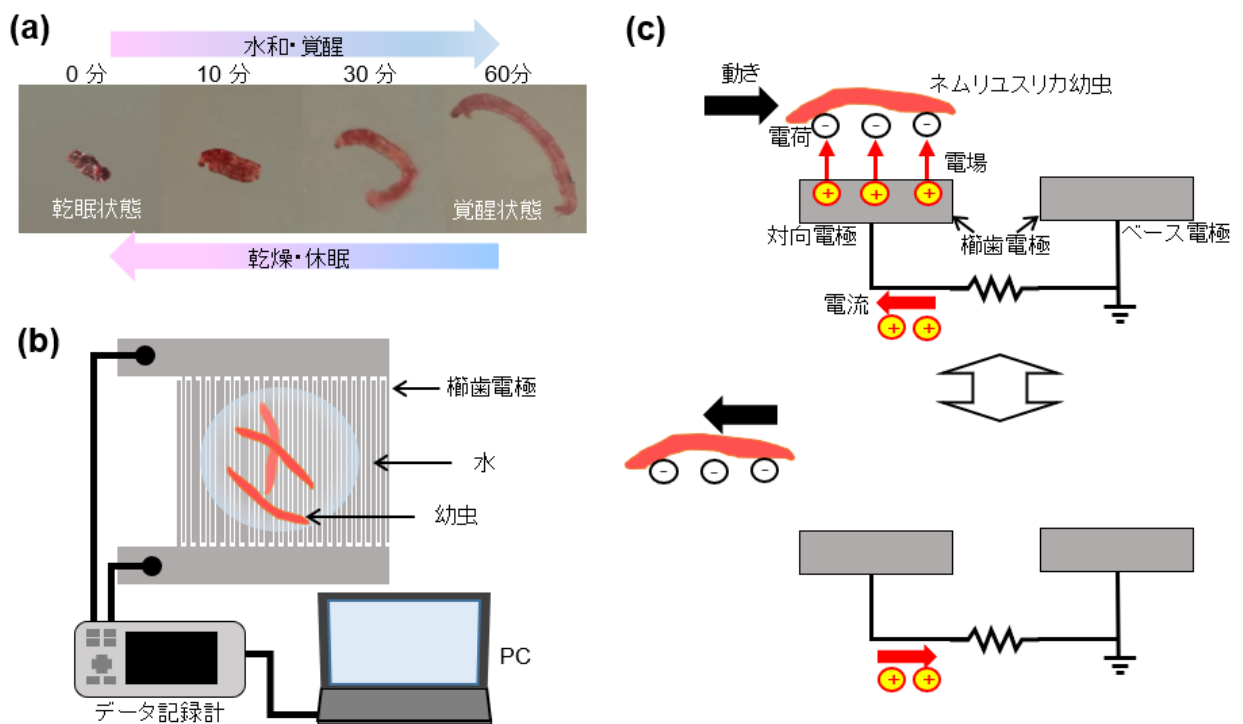 (a)
水和・覚醒
0 分
10分
30 分
60分
乾眠状態
覚醒状態
乾燥・休眠
(b)
櫛歯電極
水
幼虫
PC
データ記録計
(c)
動き
ネムリユスリカ幼虫
電荷
- - -
電場
+ + +
対向電極
櫛歯電極
ベース電極
電流
+ +
- - -
+ +